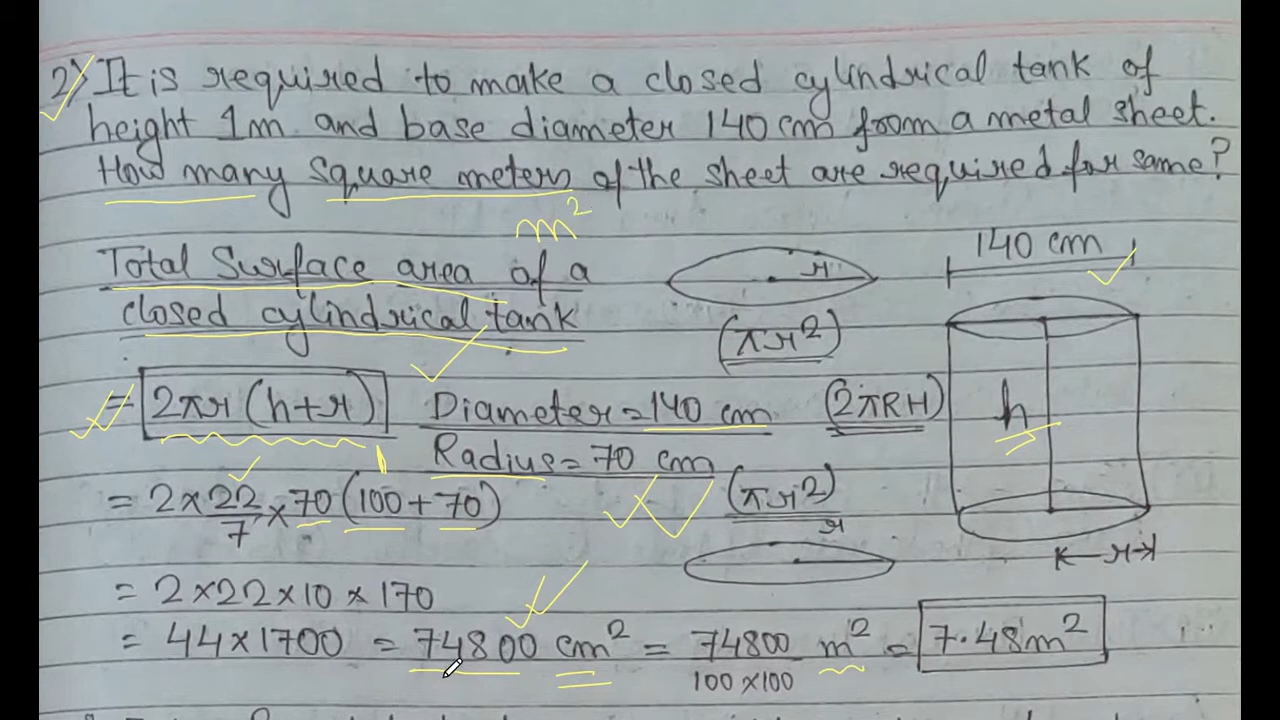 2) It is required to make a closed cylindrical tank of
height 1m and base diameter 140 cm from a metal sheet.
How many square meters of the sheet are required for same?
m²
Total Surface area of a
closed cylindrical tank
r
140 cm
(πr²)
= 2πr (h+r)
Diameter = 140 cm
(2πRH)
h
Radius = 70 cm
= 2 × 22/7 × 70 (100 + 70)
(πr²)
r
r
= 2 × 22 × 10 × 170
= 44 × 1700 = 74800 cm² = 74800/100 × 100 m² = 7.48 m²